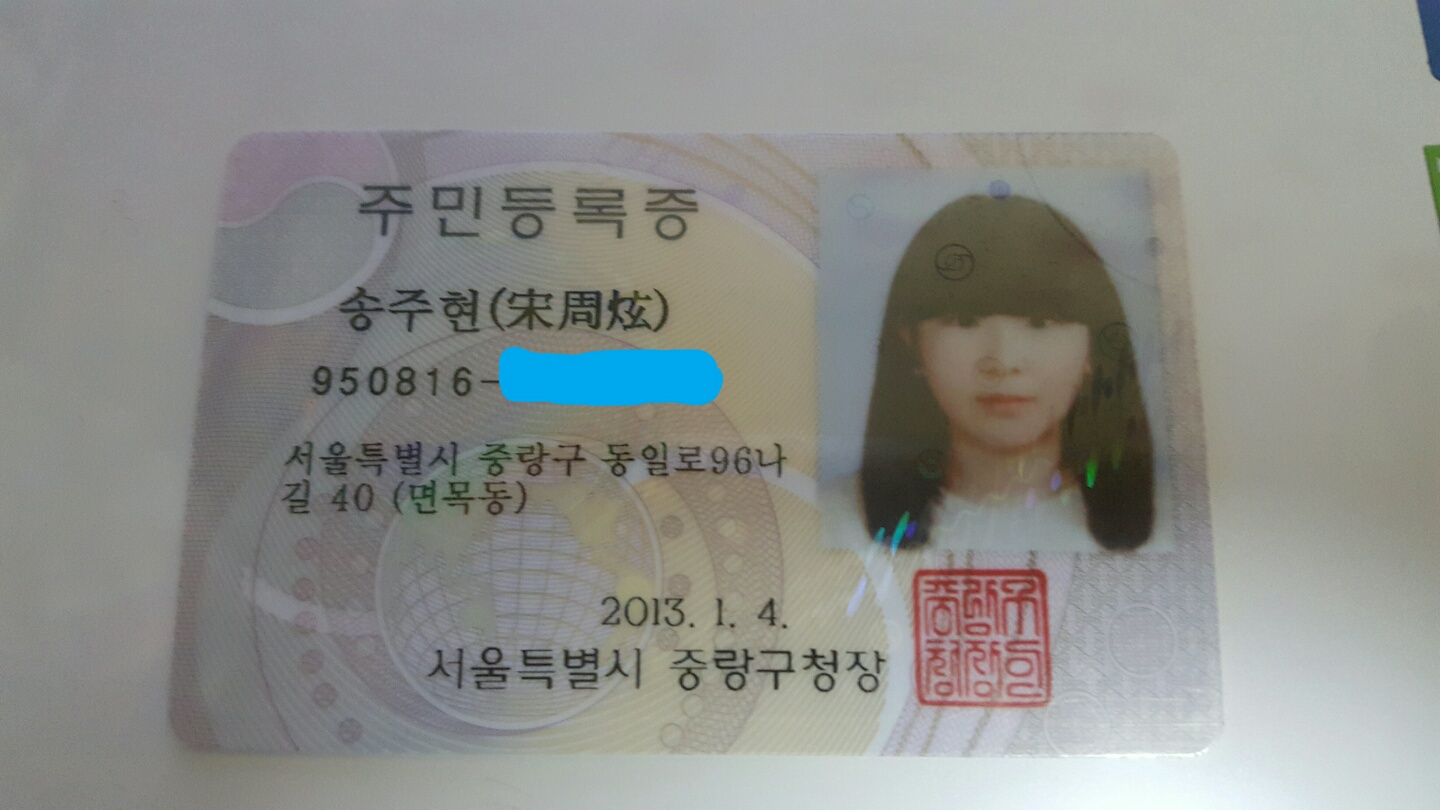 주민등록증
송주현(宋周炫)
950816-
서울특별시 중랑구 동일로96나
길 40 (면목동)
2013. 1. 4.
서울특별시 중랑구청장